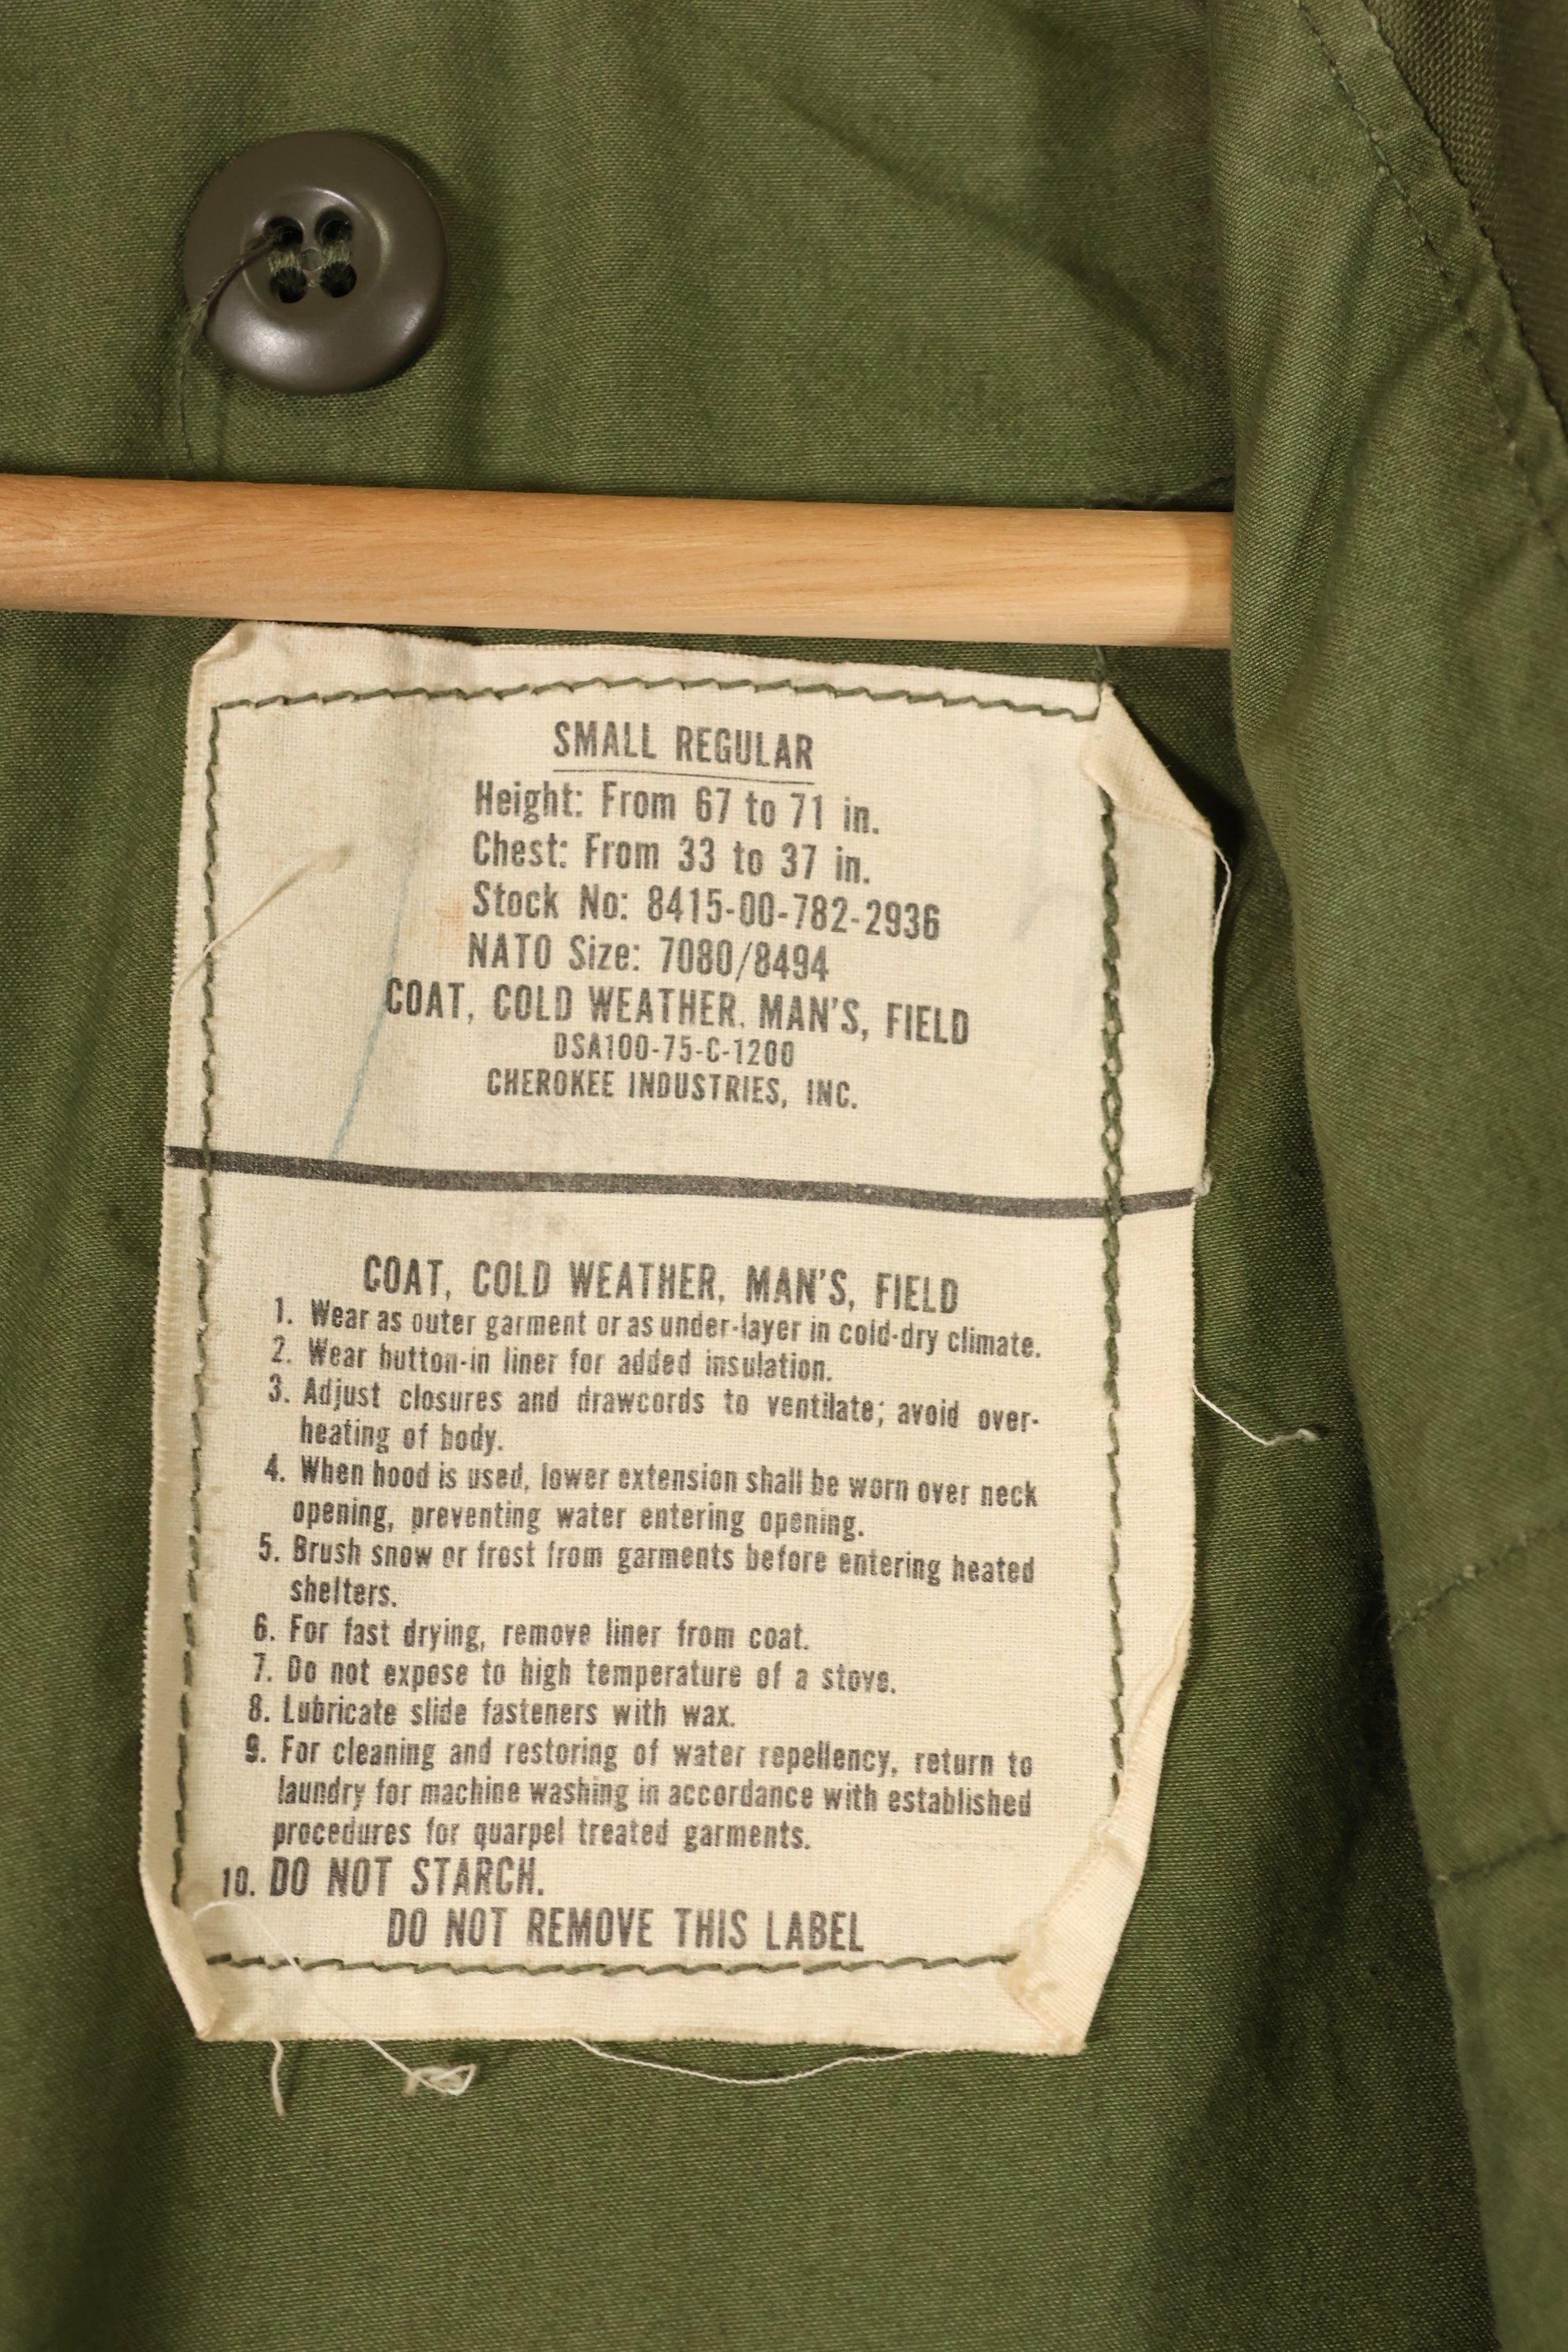 SMALL REGULAR
Height: From 67 to 71 in.
Chest: From 33 to 37 in.
Stock No: 8415-00-782-2936
NATO Size: 7080/8494
COAT, COLD WEATHER, MAN'S, FIELD
DSA100-75-C-1200
CHEROKEE INDUSTRIES, INC.
COAT, COLD WEATHER, MAN'S, FIELD
1. Wear as outer garment or as under-layer in cold-dry climate.
2. Wear button-in liner for added insulation.
3. Adjust closures and drawcords to ventilate; avoid over-
heating of body.
4. When hood is used, lower extension shall be worn over neck
opening, preventing water entering opening.
5. Brush snow or frost from garments before entering heated
shelters.
6. For fast drying, remove liner from coat.
7. Do not expose to high temperature of a stove.
8. Lubricate slide fasteners with wax.
9. For cleaning and restoring of water repellency, return to
laundry for machine washing in accordance with established
procedures for quarpel treated garments.
10. DO NOT STARCH.
DO NOT REMOVE THIS LABEL